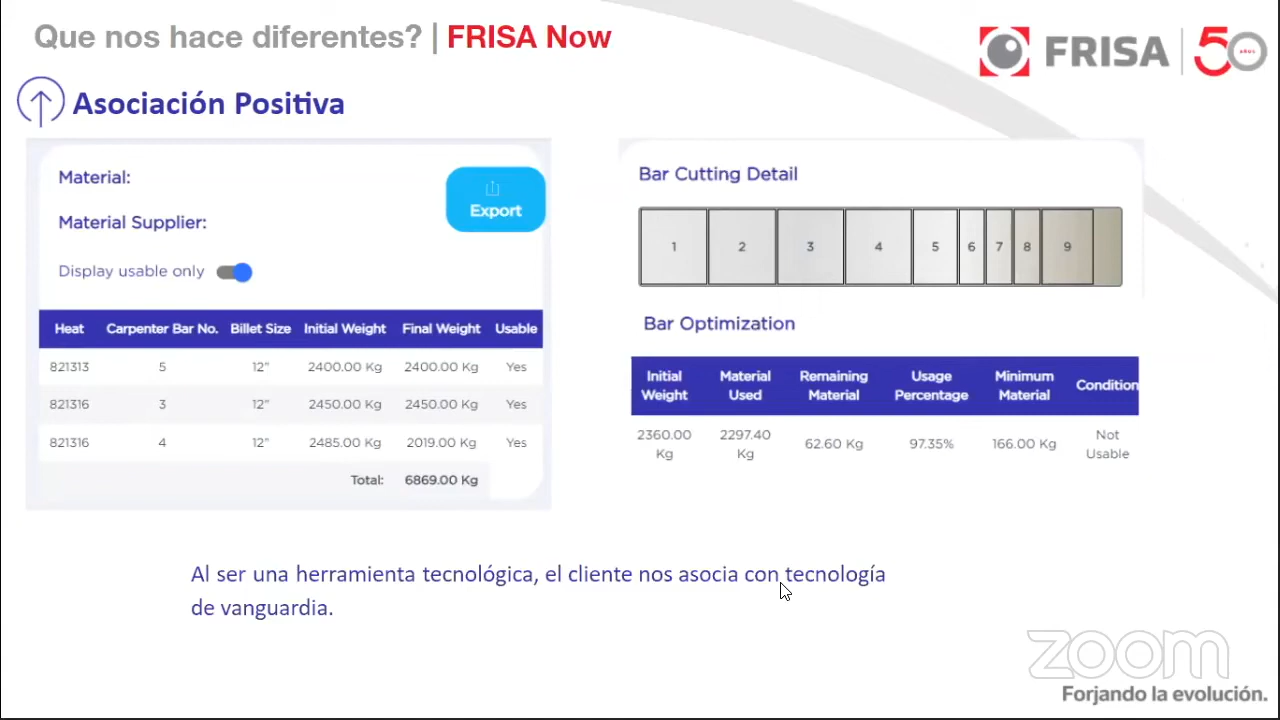 Que nos hace diferentes? | FRISA Now
FRISA | 50
AÑOS
Asociación Positiva
Material:
Export
Material Supplier:
Display usable only
Heat Carpenter Bar No. Billet Size Initial Weight Final Weight Usable
821313 5 12" 2400.00 Kg 2400.00 Kg Yes
821316 3 12" 2450.00 Kg 2450.00 Kg Yes
821316 4 12" 2485.00 Kg 2019.00 Kg Yes
Total: 6869.00 Kg
Bar Cutting Detail
1 2 3 4 5 6 7 8 9
Bar Optimization
Initial Material Remaining Usage Minimum Condition
Weight Used Material Percentage Material
2360.00 2297.40 62.60 Kg 97.35% 166.00 Kg Not
Kg Kg Usable
Al ser una herramienta tecnológica, el cliente nos asocia con tecnología
de vanguardia.
zoom
Forjando la evolución.